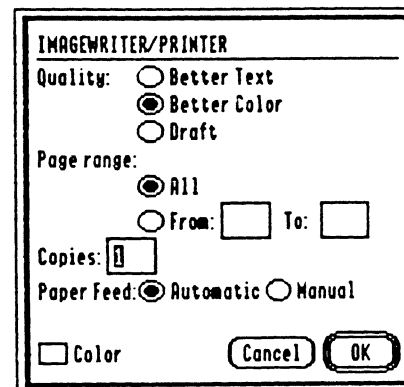 IMAGEWRITER/PRINTER
Quality: Better Text
Better Color
Draft
Page range:
All
From: To:
Copies: 1
Paper Feed: Automatic Manual
Color Cancel OK